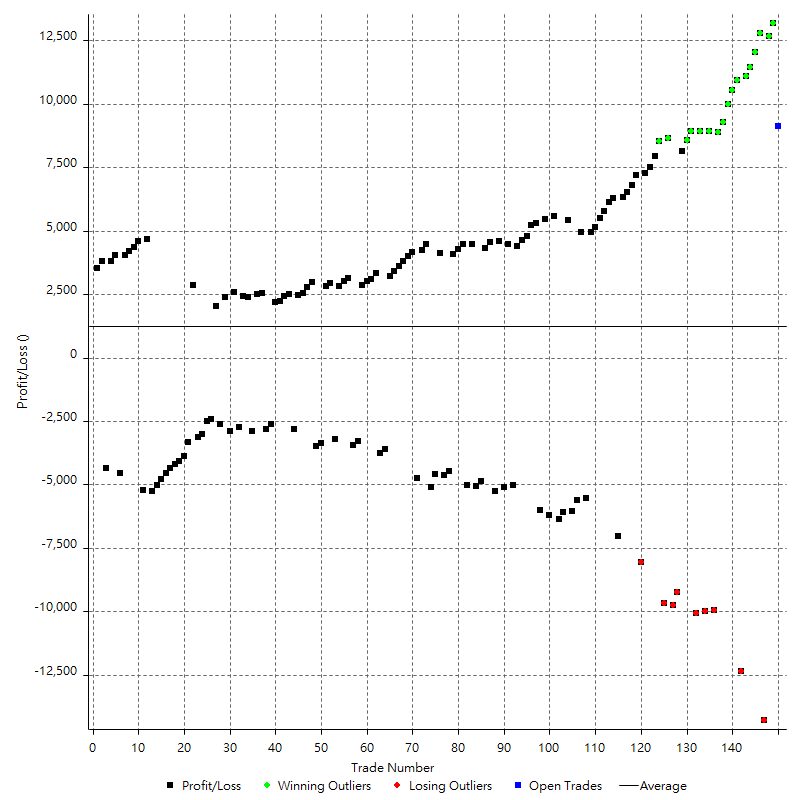 12,500
10,000
7,500
5,000
2,500
0
-2,500
-5,000
-7,500
-10,000
-12,500
Profit/Loss ()
0 10 20 30 40 50 60 70 80 90 100 110 120 130 140
Trade Number
Profit/Loss Winning Outliers Losing Outliers Open Trades Average